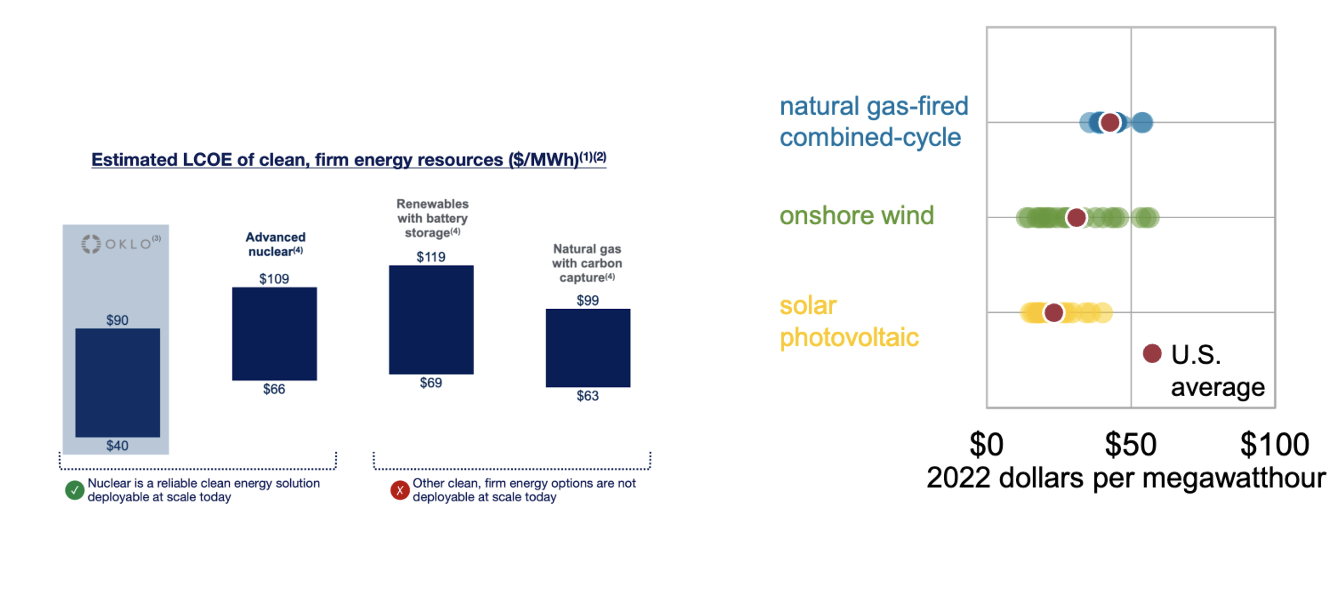 Estimated LCOE of clean, firm energy resources ($/MWh)(1)(2)
OKLO(3)
$90
$40
Advanced
nuclear(4)
$109
$66
Renewables
with battery
storage(4)
$119
$69
Natural gas
with carbon
capture(4)
$99
$63
✓ Nuclear is a reliable clean energy solution
deployable at scale today
X Other clean, firm energy options are not
deployable at scale today
natural gas-fired
combined-cycle
onshore wind
solar
photovoltaic
U.S.
average
$0 $50 $100
2022 dollars per megawatthour